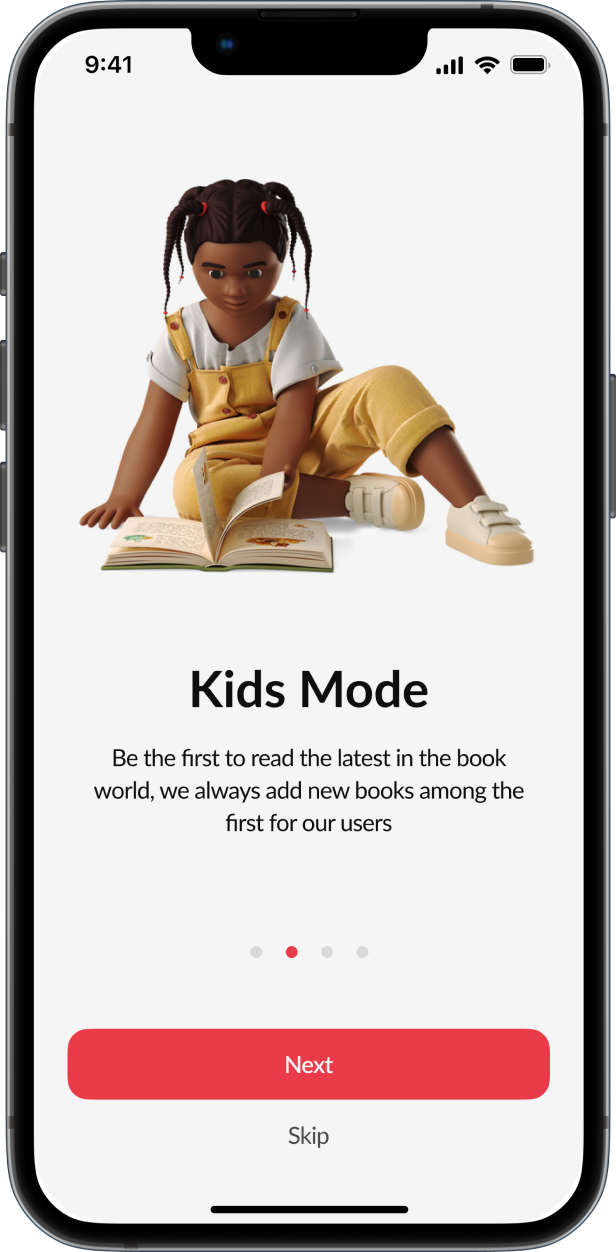 9:41
Kids Mode
Be the first to read the latest in the book
world, we always add new books among the
first for our users
Next
Skip